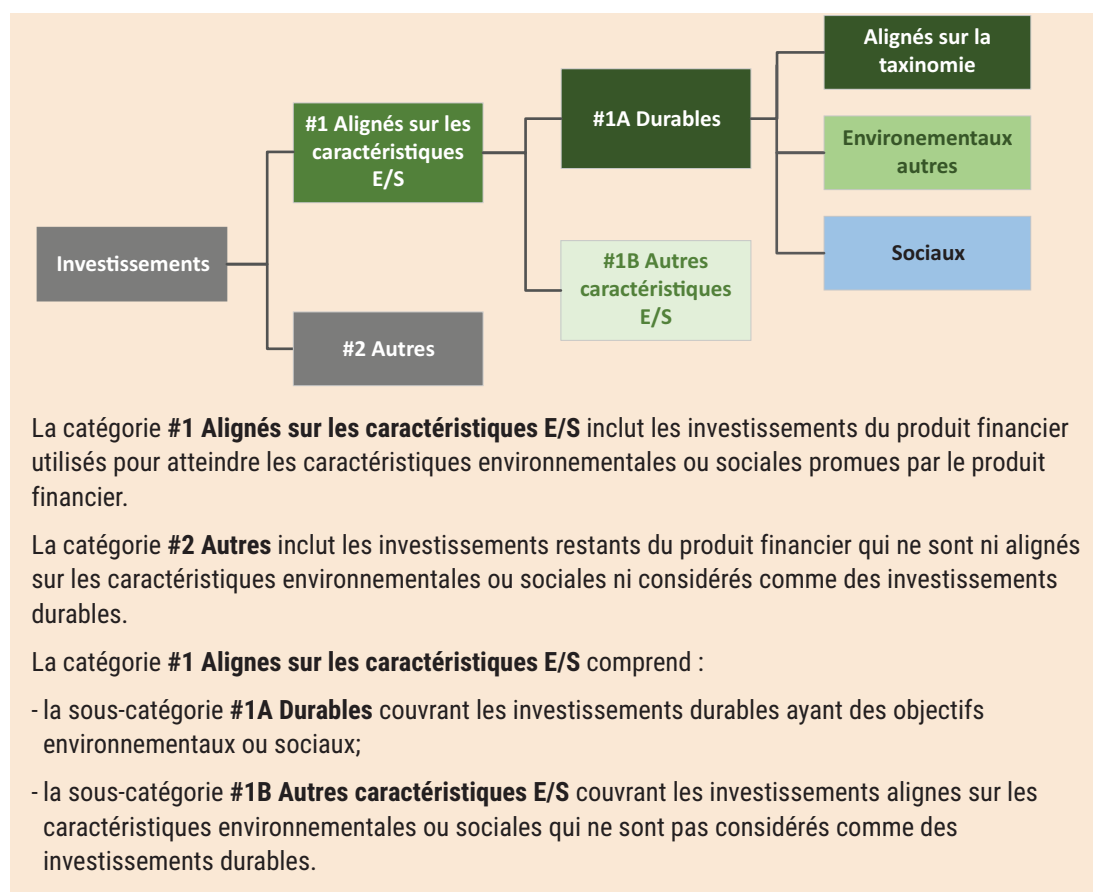 Alignés sur la
taxinomie
#1 Alignés sur les
caractéristiques
E/S
#1A Durables
Environementaux
autres
Investissements
#1B Autres
caractéristiques
E/S
Sociaux
#2 Autres
La catégorie #1 Alignés sur les caractéristiques E/S inclut les investissements du produit financier
utilisés pour atteindre les caractéristiques environnementales ou sociales promues par le produit
financier.
La catégorie #2 Autres inclut les investissements restants du produit financier qui ne sont ni alignés
sur les caractéristiques environnementales ou sociales ni considérés comme des investissements
durables.
La catégorie #1 Alignes sur les caractéristiques E/S comprend :
- la sous-catégorie #1A Durables couvrant les investissements durables ayant des objectifs
environnementaux ou sociaux;
- la sous-catégorie #1B Autres caractéristiques E/S couvrant les investissements alignes sur les
caractéristiques environnementales ou sociales qui ne sont pas considérés comme des
investissements durables.